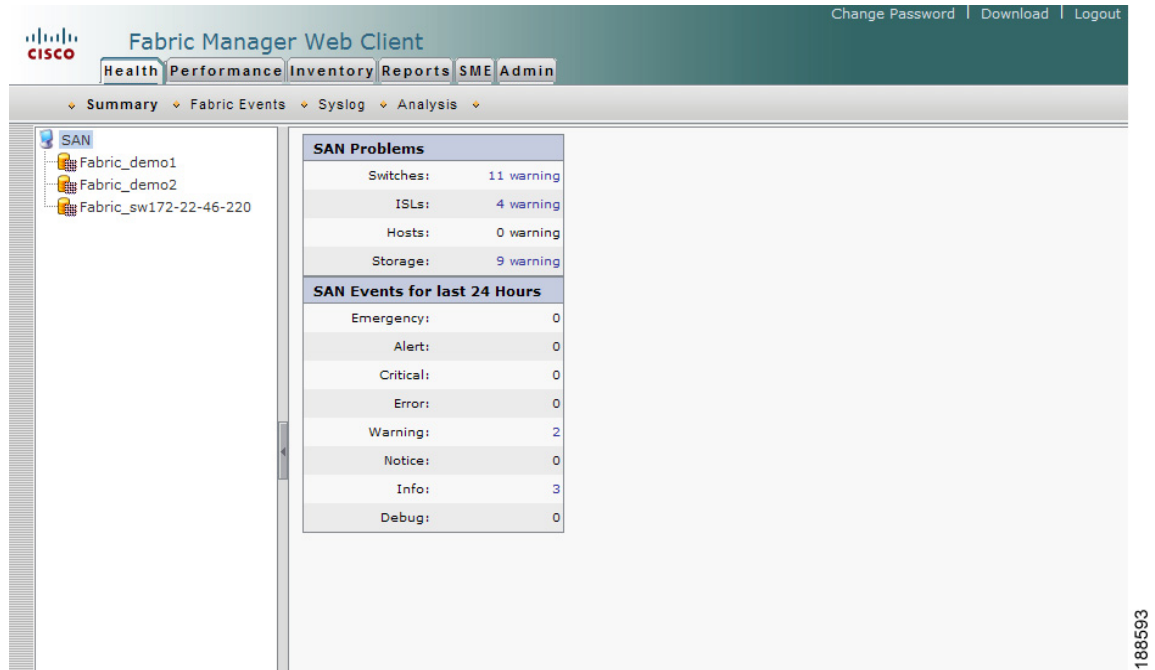 Change Password | Download | Logout
CISCO
Fabric Manager Web Client
Health Performance Inventory Reports SME Admin
Summary Fabric Events Syslog Analysis
SAN
Fabric_demo1
Fabric_demo2
Fabric_sw172-22-46-220
SAN Problems
Switches: 11 warning
ISLs: 4 warning
Hosts: 0 warning
Storage: 9 warning
SAN Events for last 24 Hours
Emergency: 0
Alert: 0
Critical: 0
Error: 0
Warning: 2
Notice: 0
Info: 3
Debug: 0
188593